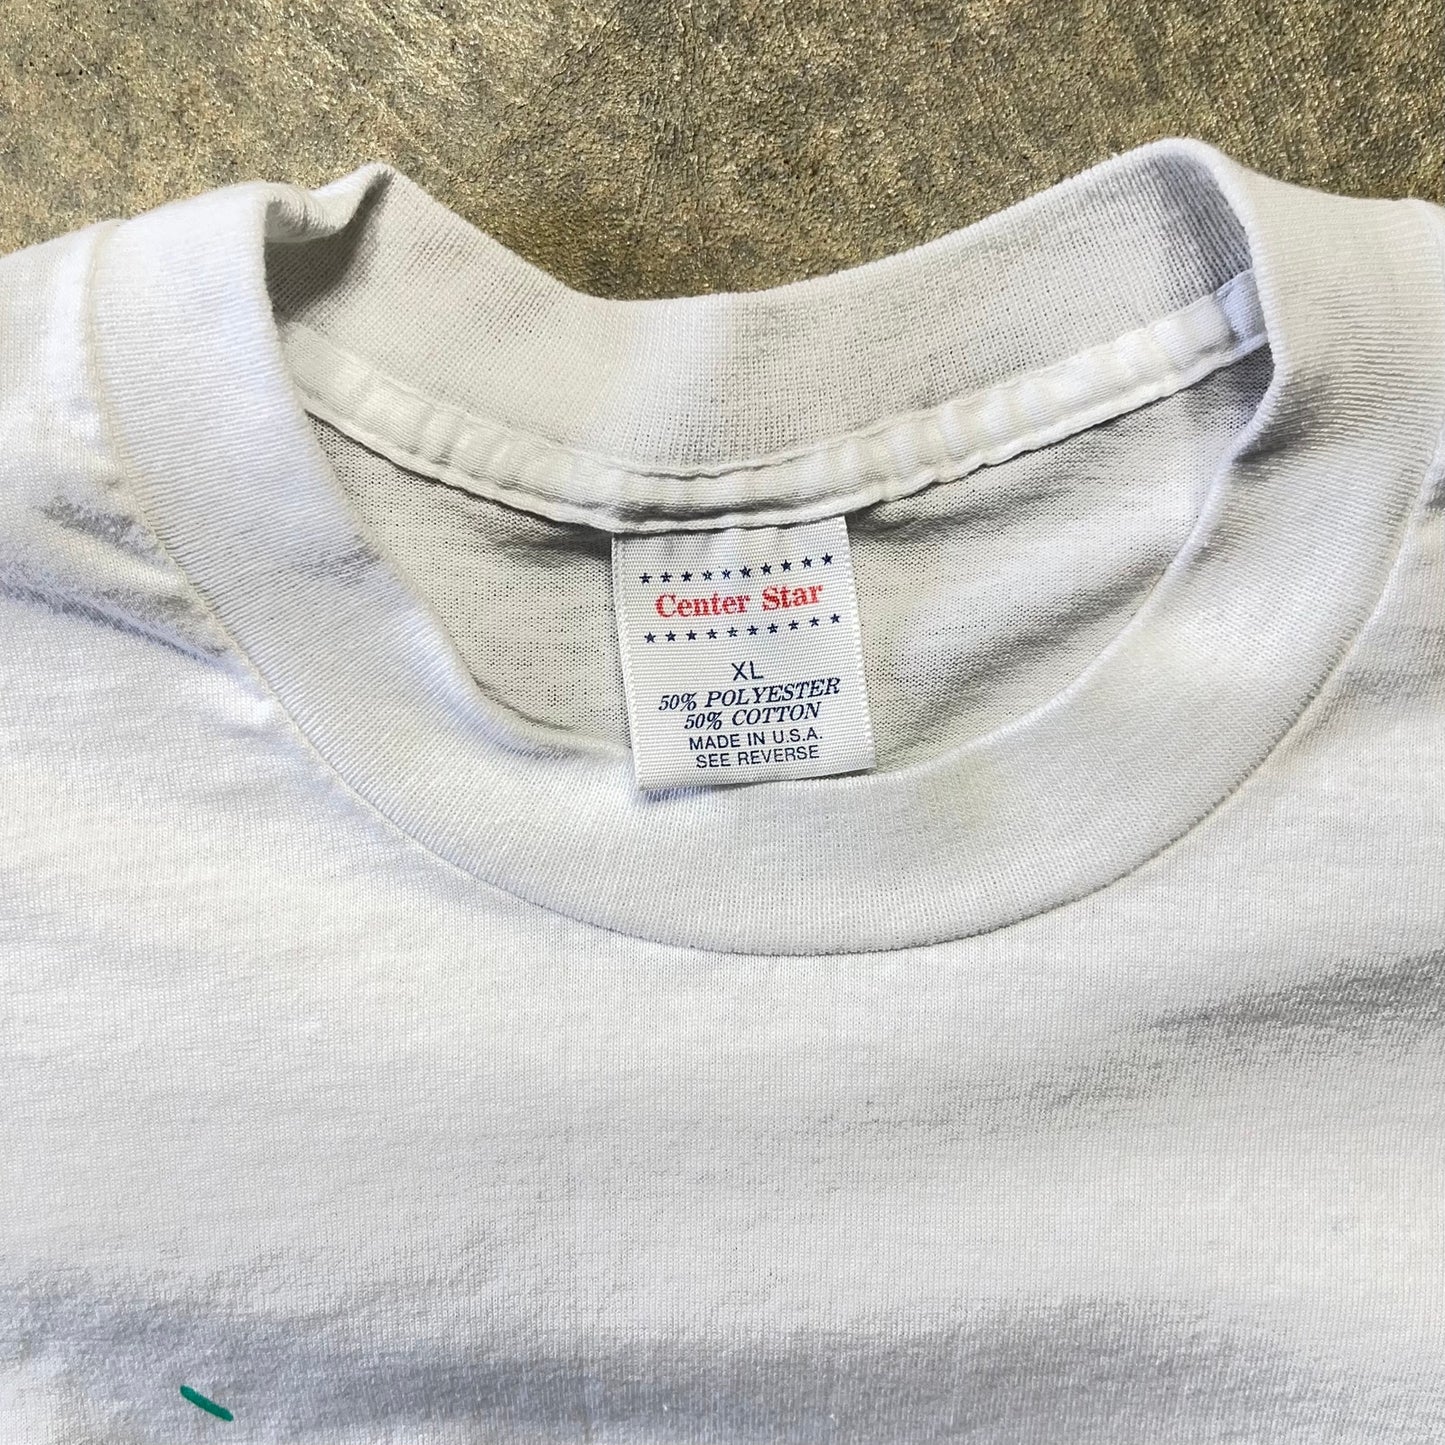 Center Star
XL
50% POLYESTER
50% COTTON
MADE IN U.S.A.
SEE REVERSE